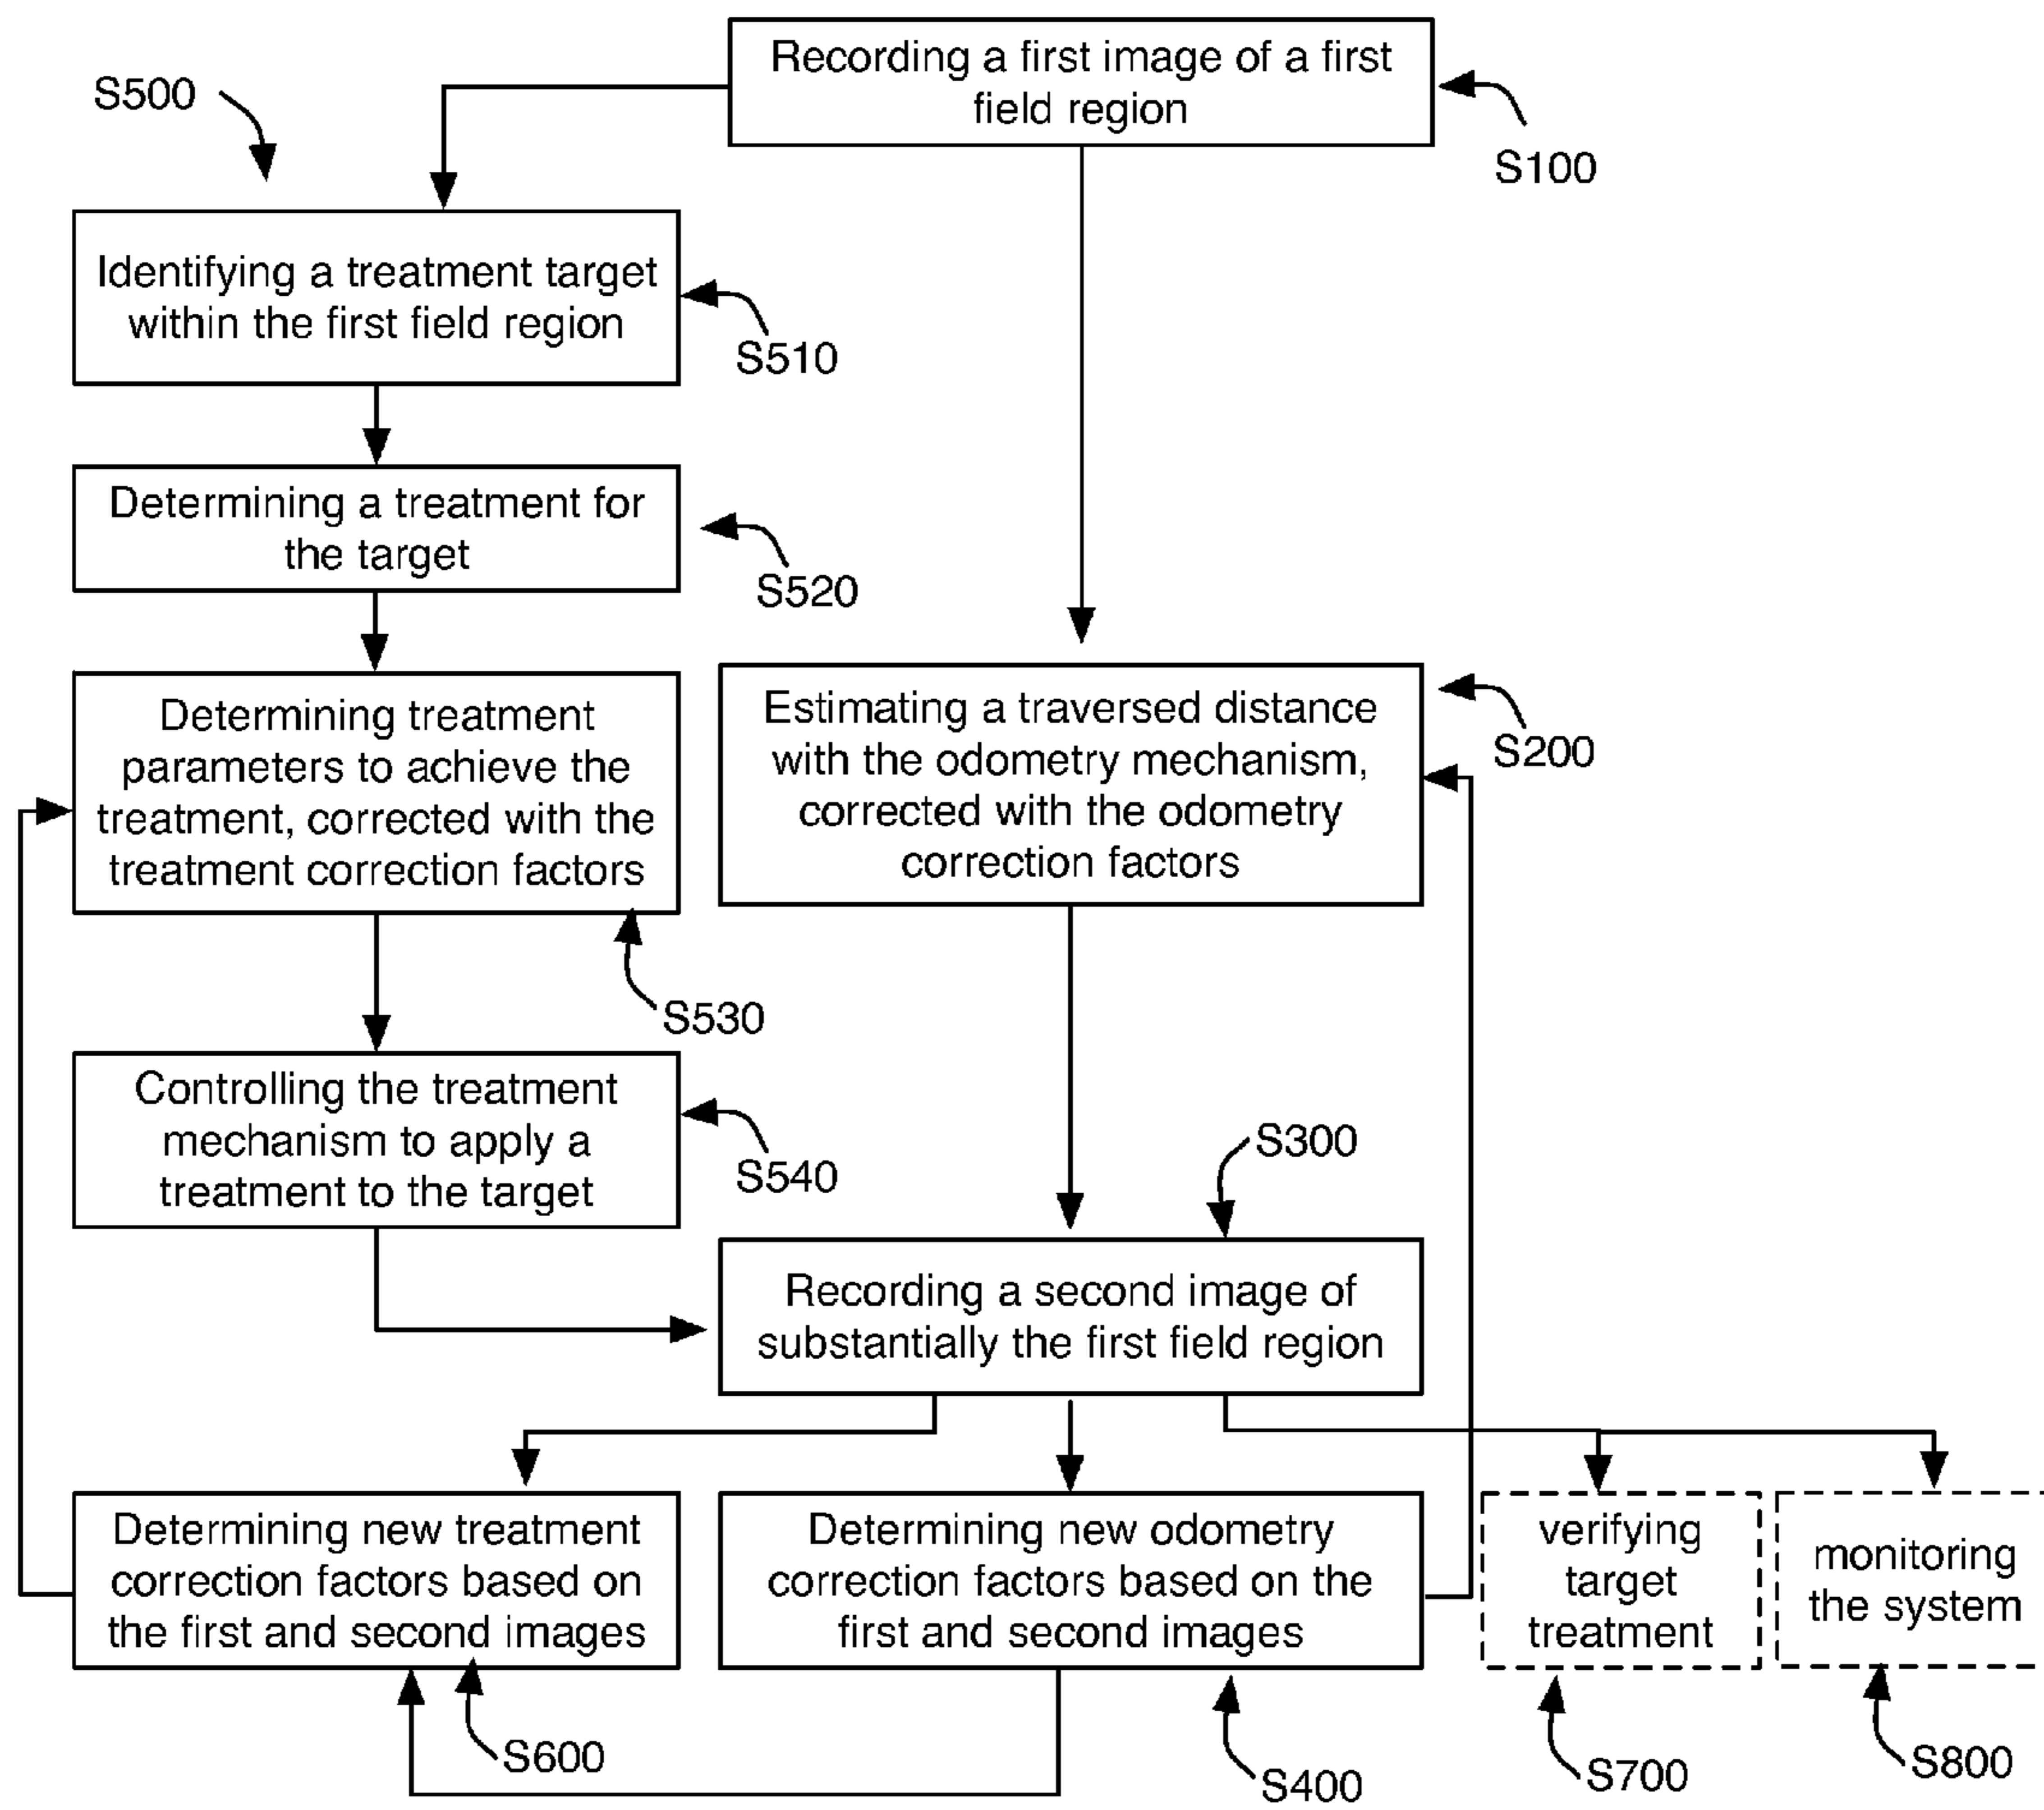 Recording a first image of a first
field region
S100
S500
Identifying a treatment target
within the first field region
S510
Determining a treatment for
the target
S520
Determining treatment
parameters to achieve the
treatment, corrected with the
treatment correction factors
S530
Estimating a traversed distance
with the odometry mechanism,
corrected with the odometry
correction factors
S200
Controlling the treatment
mechanism to apply a
treatment to the target
S540
S300
Recording a second image of
substantially the first field region
Determining new treatment
correction factors based on
the first and second images
S600
Determining new odometry
correction factors based on the
first and second images
S400
verifying
target
treatment
S700
monitoring
the system
S800